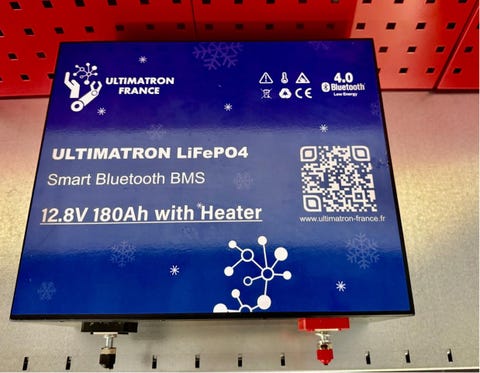 ULTIMATRON
FRANCE
4.0
Bluetooth
Low Energy
ULTIMATRON LiFePO4
Smart Bluetooth BMS
12.8V 180Ah with Heater
www.ultimatron-france.fr